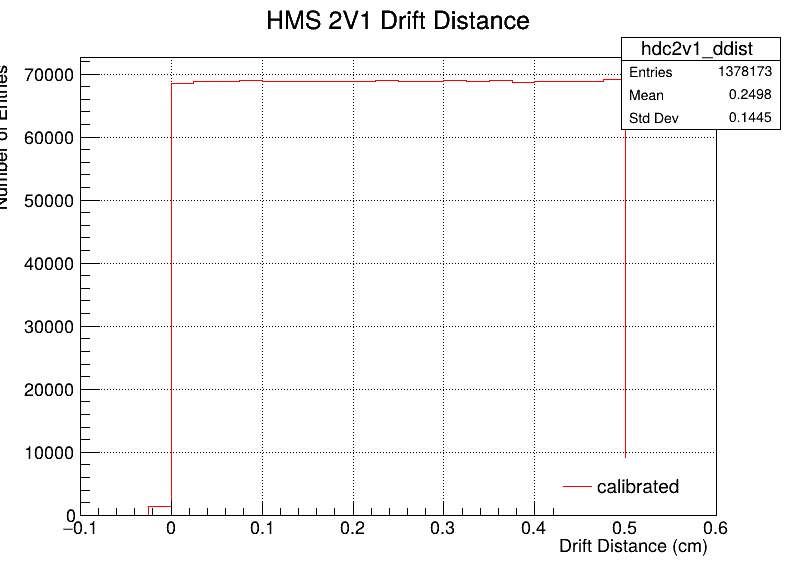 HMS 2V1 Drift Distance
hdc2v1_ddist
Entries 1378173
Mean 0.2498
Std Dev 0.1445
Number of Entries
70000
60000
50000
40000
30000
20000
10000
0
−0.1 0 0.1 0.2 0.3 0.4 0.5 0.6
calibrated
Drift Distance (cm)